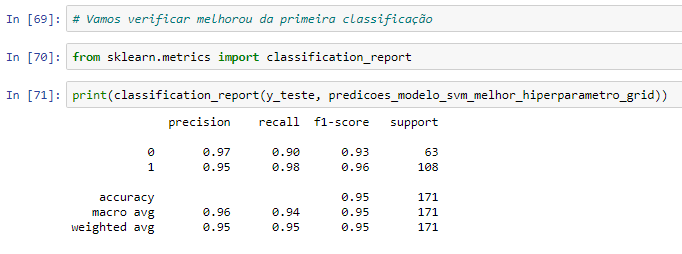 In [69]: # Vamos verificar melhorou da primeira classificação
In [70]: from sklearn.metrics import classification_report
In [71]: print(classification_report(y_teste, predicoes_modelo_svm_melhor_hiperparametro_grid))
precision recall f1-score support
0 0.97 0.90 0.93 63
1 0.95 0.98 0.96 108
accuracy 0.95 171
macro avg 0.96 0.94 0.95 171
weighted avg 0.95 0.95 0.95 171